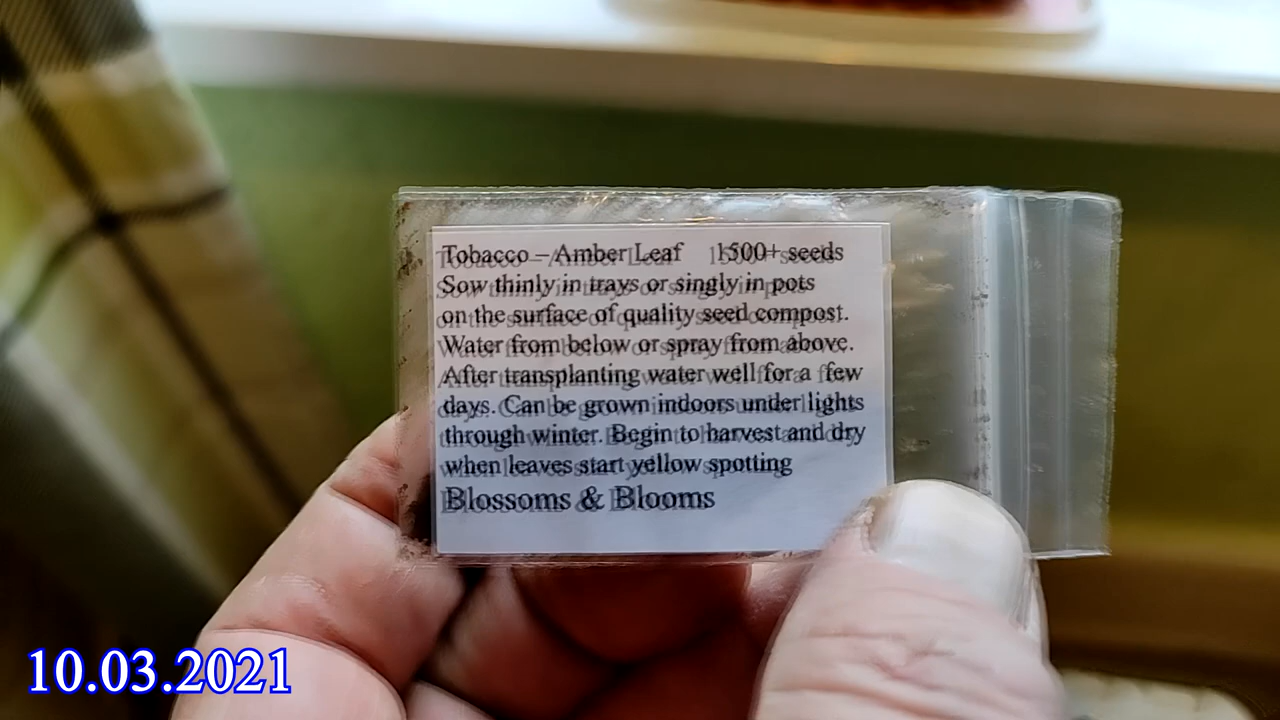 Tobacco – Amber Leaf 1500+ seeds
Sow thinly in trays or singly in pots
on the surface of quality seed compost.
Water from below or spray from above.
After transplanting water well for a few
days. Can be grown indoors under lights
through winter. Begin to harvest and dry
when leaves start yellow spotting
Blossoms & Blooms
10.03.2021